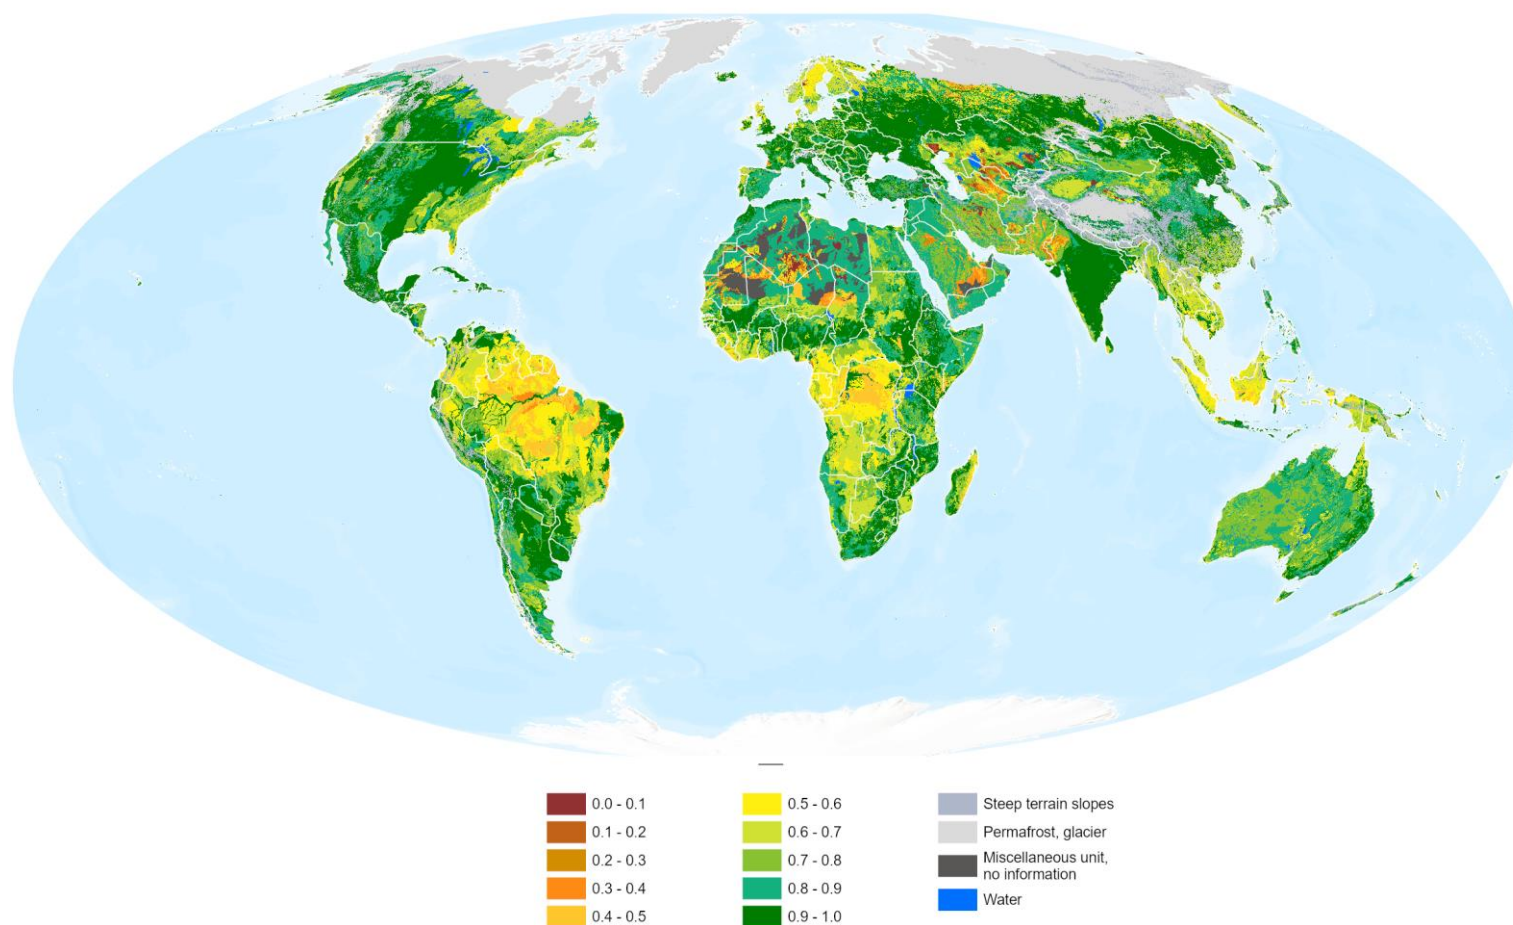 0.0 - 0.1
0.1 - 0.2
0.2 - 0.3
0.3 - 0.4
0.4 - 0.5
0.5 - 0.6
0.6 - 0.7
0.7 - 0.8
0.8 - 0.9
0.9 - 1.0
Steep terrain slopes
Permafrost, glacier
Miscellaneous unit,
no information
Water